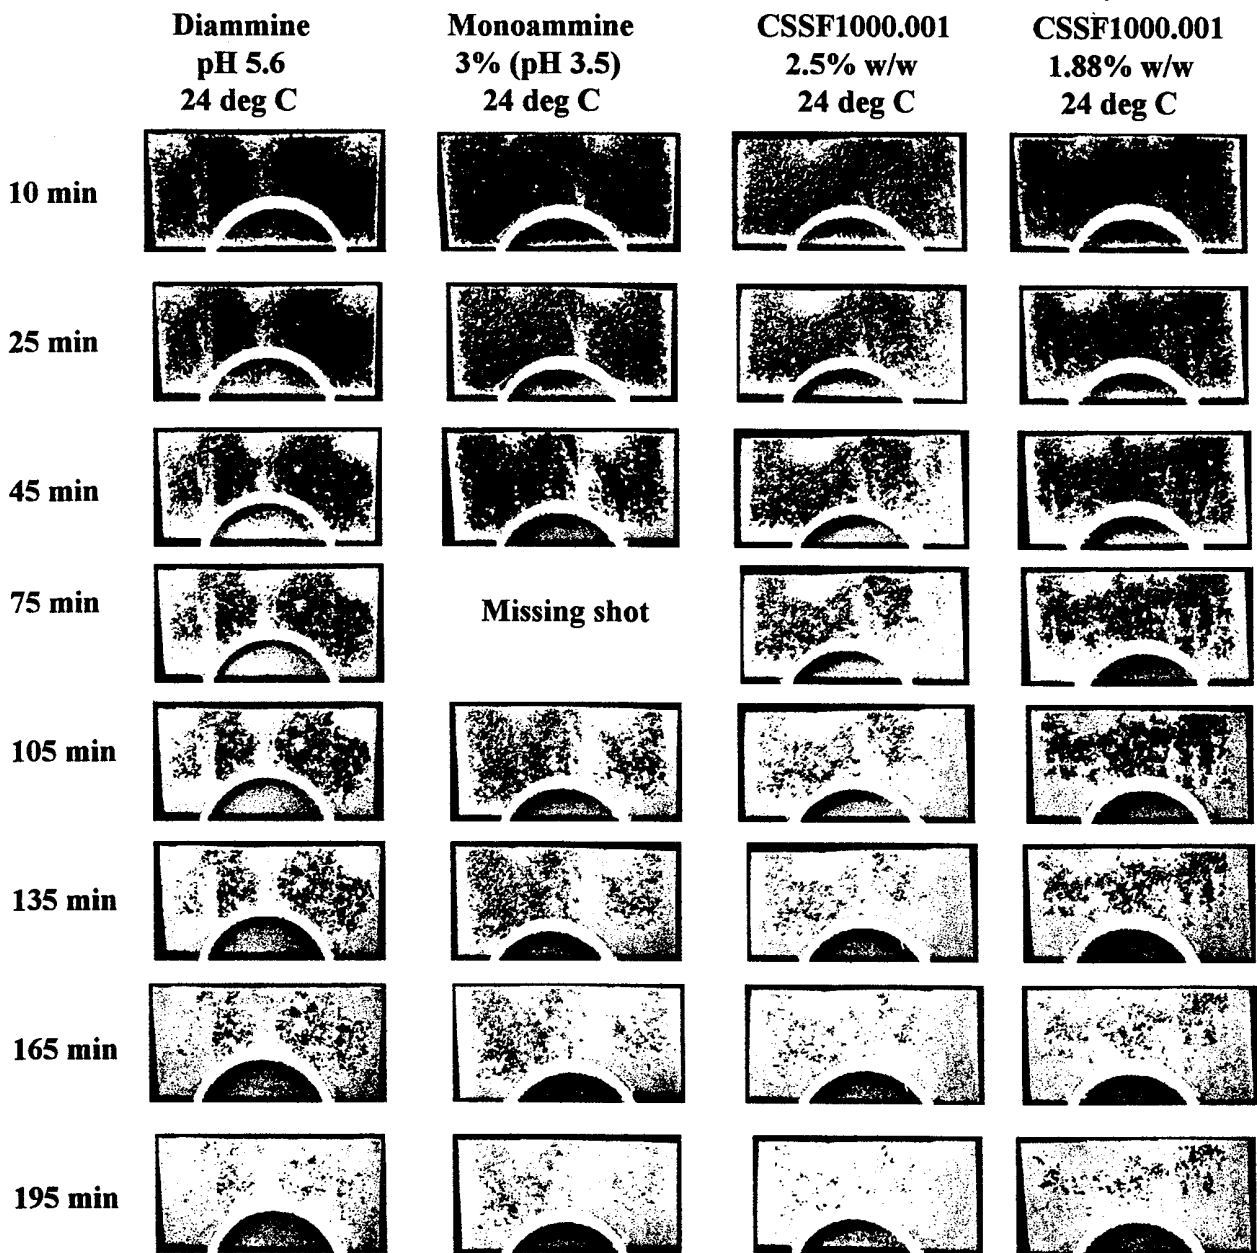 Diammine
pH 5.6
24 deg C
Monoammine
3% (pH 3.5)
24 deg C
CSSF1000.001
2.5% w/w
24 deg C
CSSF1000.001
1.88% w/w
24 deg C
10 min
25 min
45 min
75 min
Missing shot
105 min
135 min
165 min
195 min